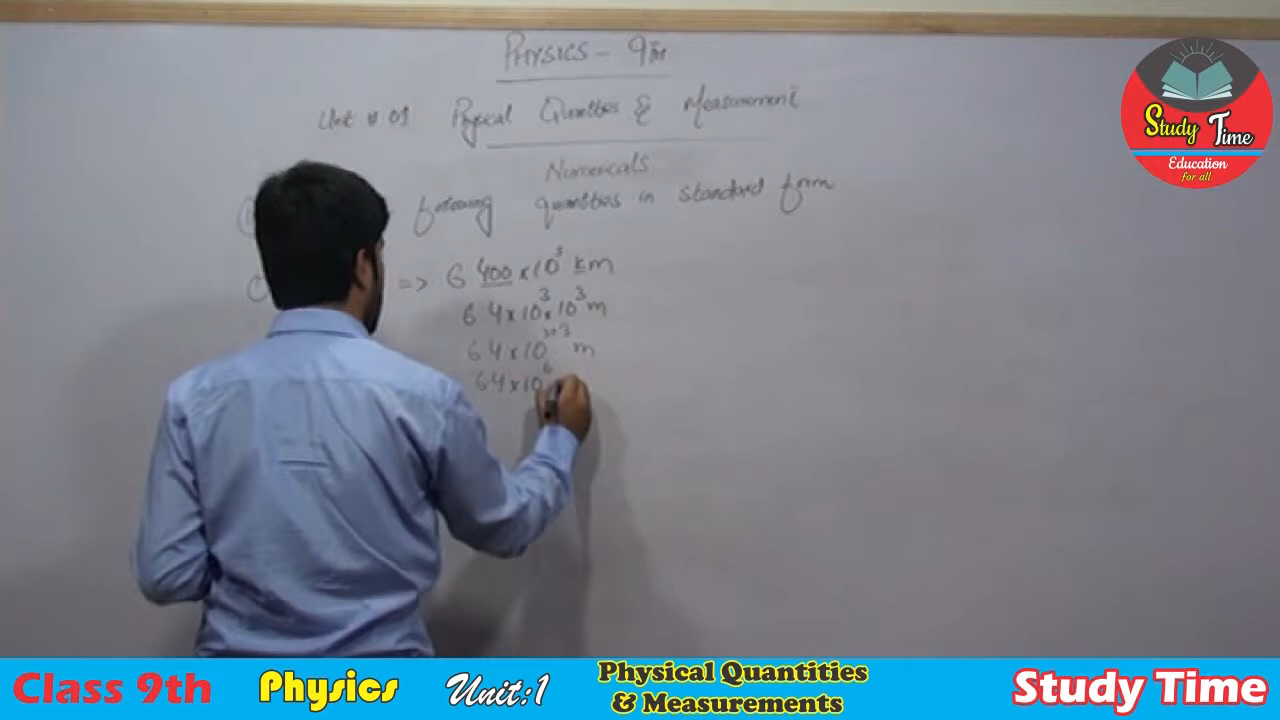 PHYSICS - 9th
Unit # 01 Physical Quantities & Measurement
Numericals
following quantities in standard form
=> 6 400 x 10³ km
6 4 x 10³ x 10³ m
6 4 x 10³⁺³ m
64 x 10⁶
Study Time
Education
for all
Class 9th Physics Unit:1 Physical Quantities & Measurements Study Time